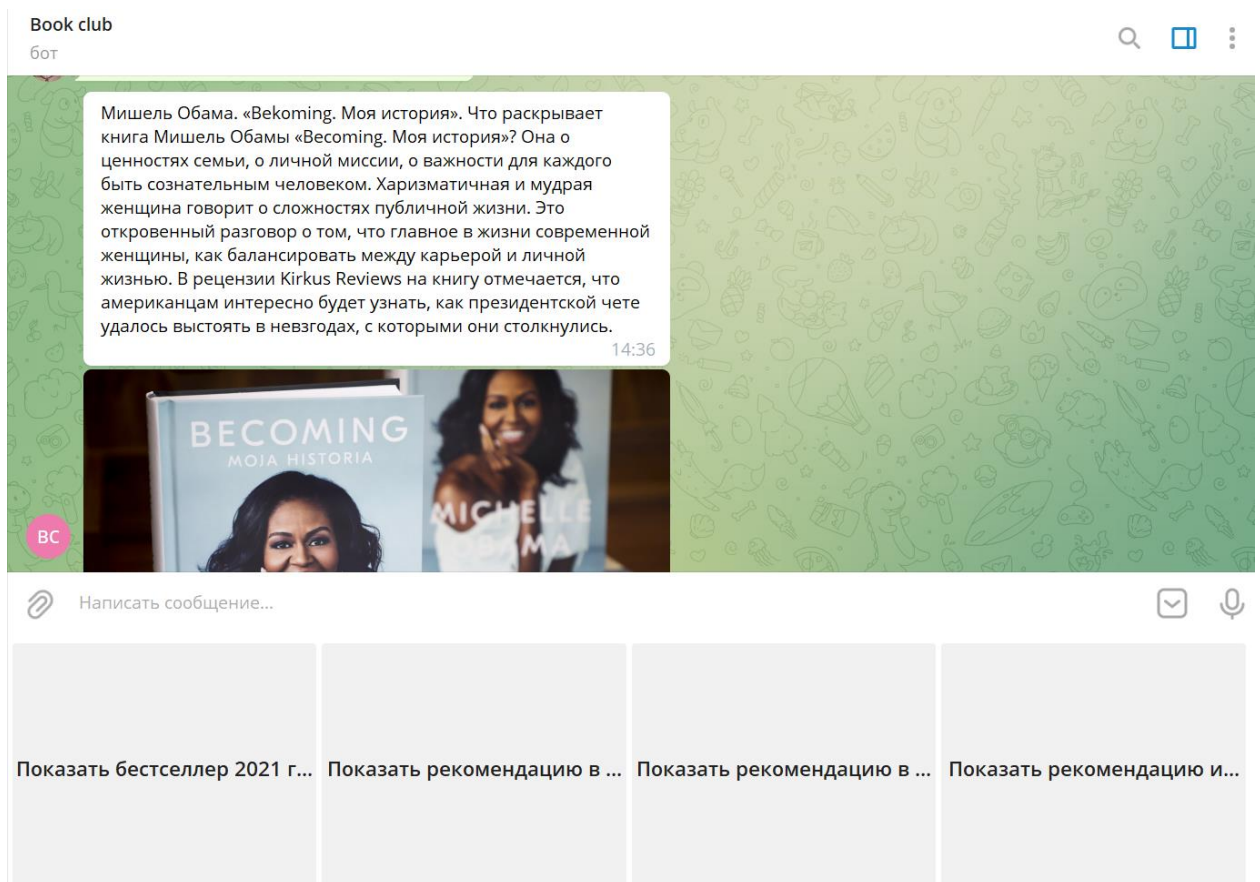 Book club
бот
Мишель Обама. «Bekoming. Моя история». Что раскрывает
книга Мишель Обамы «Becoming. Моя история»? Она о
ценностях семьи, о личной миссии, о важности для каждого
быть сознательным человеком. Харизматичная и мудрая
женщина говорит о сложностях публичной жизни. Это
откровенный разговор о том, что главное в жизни современной
женщины, как балансировать между карьерой и личной
жизнью. В рецензии Kirkus Reviews на книгу отмечается, что
американцам интересно будет узнать, как президентской чете
удалось выстоять в невзгодах, с которыми они столкнулись.
14:36
BECOMING
MOJA HISTORIA
MICHELLE
OBAMA
BC
Написать сообщение...
Показать бестселлер 2021 г... Показать рекомендацию в ... Показать рекомендацию в ... Показать рекомендацию и...